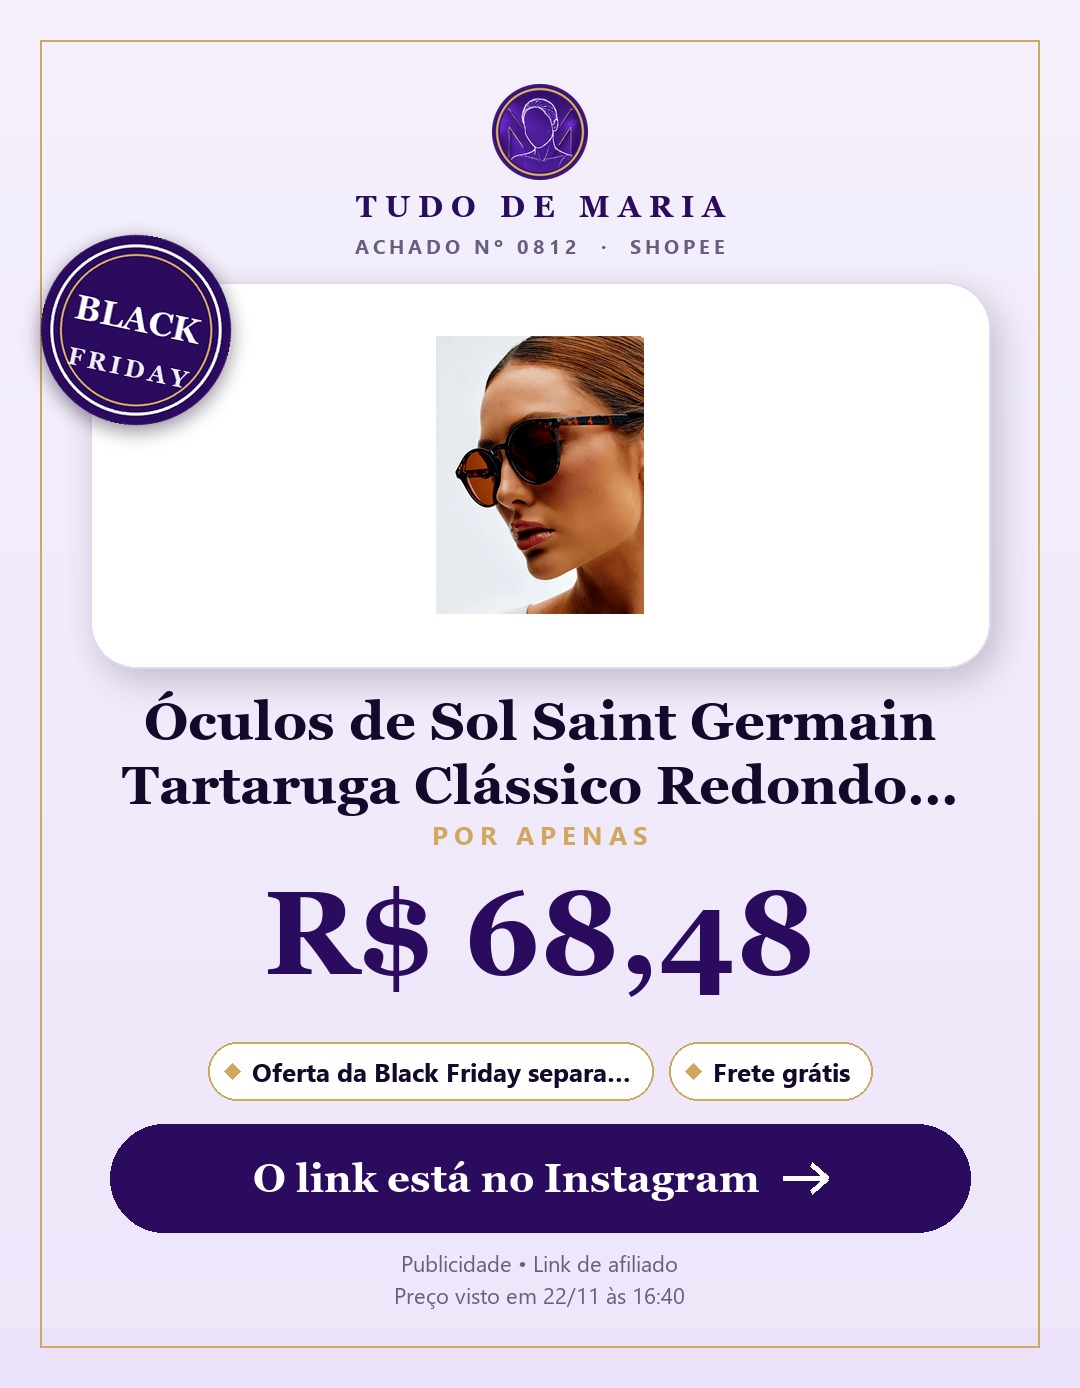 TUDO DE MARIA
ACHADO Nº 0812 · SHOPEE
BLACK
FRIDAY
Óculos de Sol Saint Germain
Tartaruga Clássico Redondo...
POR APENAS
R$ 68,48
Oferta da Black Friday separa...
Frete grátis
O link está no Instagram →
Publicidade • Link de afiliado
Preço visto em 22/11 às 16:40